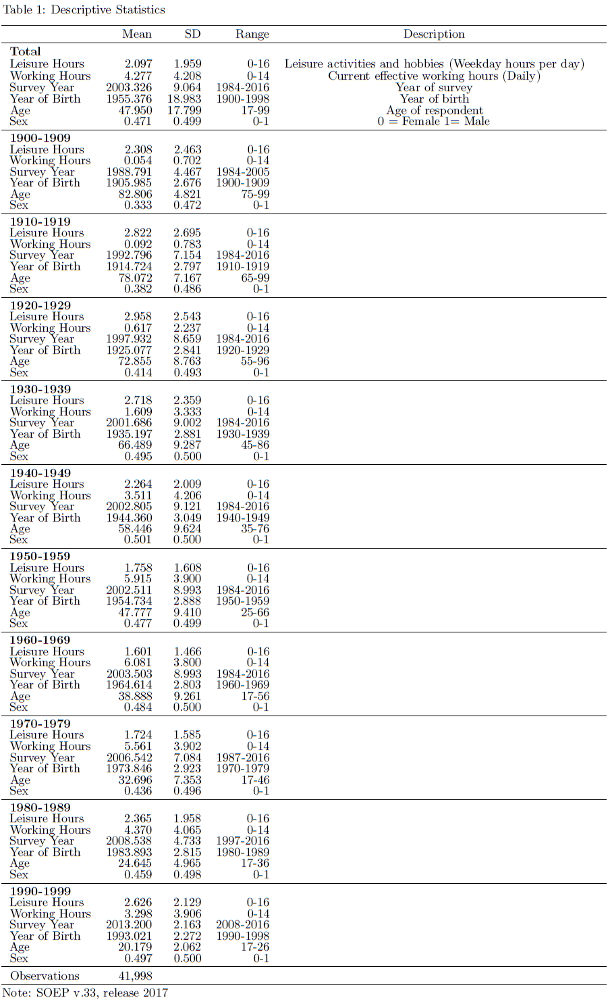 Table 1: Descriptive Statistics
Mean SD Range Description
Total
Leisure Hours 2.097 1.959 0-16 Leisure activities and hobbies (Weekday hours per day)
Working Hours 4.277 4.208 0-14 Current effective working hours (Daily)
Survey Year 2003.326 9.064 1984-2016 Year of survey
Year of Birth 1955.376 18.983 1900-1998 Year of birth
Age 47.950 17.799 17-99 Age of respondent
Sex 0.471 0.499 0-1 0 = Female 1= Male
1900-1909
Leisure Hours 2.308 2.463 0-16
Working Hours 0.054 0.702 0-14
Survey Year 1988.791 4.467 1984-2005
Year of Birth 1905.985 2.676 1900-1909
Age 82.806 4.821 75-99
Sex 0.333 0.472 0-1
1910-1919
Leisure Hours 2.822 2.695 0-16
Working Hours 0.092 0.783 0-14
Survey Year 1992.796 7.154 1984-2016
Year of Birth 1914.724 2.797 1910-1919
Age 78.072 7.167 65-99
Sex 0.382 0.486 0-1
1920-1929
Leisure Hours 2.958 2.543 0-16
Working Hours 0.617 2.237 0-14
Survey Year 1997.932 8.659 1984-2016
Year of Birth 1925.077 2.841 1920-1929
Age 72.855 8.763 55-96
Sex 0.414 0.493 0-1
1930-1939
Leisure Hours 2.718 2.359 0-16
Working Hours 1.609 3.333 0-14
Survey Year 2001.686 9.002 1984-2016
Year of Birth 1935.197 2.881 1930-1939
Age 66.489 9.287 45-86
Sex 0.495 0.500 0-1
1940-1949
Leisure Hours 2.264 2.009 0-16
Working Hours 3.511 4.206 0-14
Survey Year 2002.805 9.121 1984-2016
Year of Birth 1944.360 3.049 1940-1949
Age 58.446 9.624 35-76
Sex 0.501 0.500 0-1
1950-1959
Leisure Hours 1.758 1.608 0-16
Working Hours 5.915 3.900 0-14
Survey Year 2002.511 8.993 1984-2016
Year of Birth 1954.734 2.888 1950-1959
Age 47.777 9.410 25-66
Sex 0.477 0.499 0-1
1960-1969
Leisure Hours 1.601 1.466 0-16
Working Hours 6.081 3.800 0-14
Survey Year 2003.503 8.993 1984-2016
Year of Birth 1964.614 2.803 1960-1969
Age 38.888 9.261 17-56
Sex 0.484 0.500 0-1
1970-1979
Leisure Hours 1.724 1.585 0-16
Working Hours 5.561 3.902 0-14
Survey Year 2006.542 7.084 1987-2016
Year of Birth 1973.846 2.923 1970-1979
Age 32.696 7.353 17-46
Sex 0.436 0.496 0-1
1980-1989
Leisure Hours 2.365 1.958 0-16
Working Hours 4.370 4.065 0-14
Survey Year 2008.538 4.733 1997-2016
Year of Birth 1983.893 2.815 1980-1989
Age 24.645 4.965 17-36
Sex 0.459 0.498 0-1
1990-1999
Leisure Hours 2.626 2.129 0-16
Working Hours 3.298 3.906 0-14
Survey Year 2013.200 2.163 2008-2016
Year of Birth 1993.021 2.272 1990-1998
Age 20.179 2.062 17-26
Sex 0.497 0.500 0-1
Observations 41,998
Note: SOEP v.33, release 2017